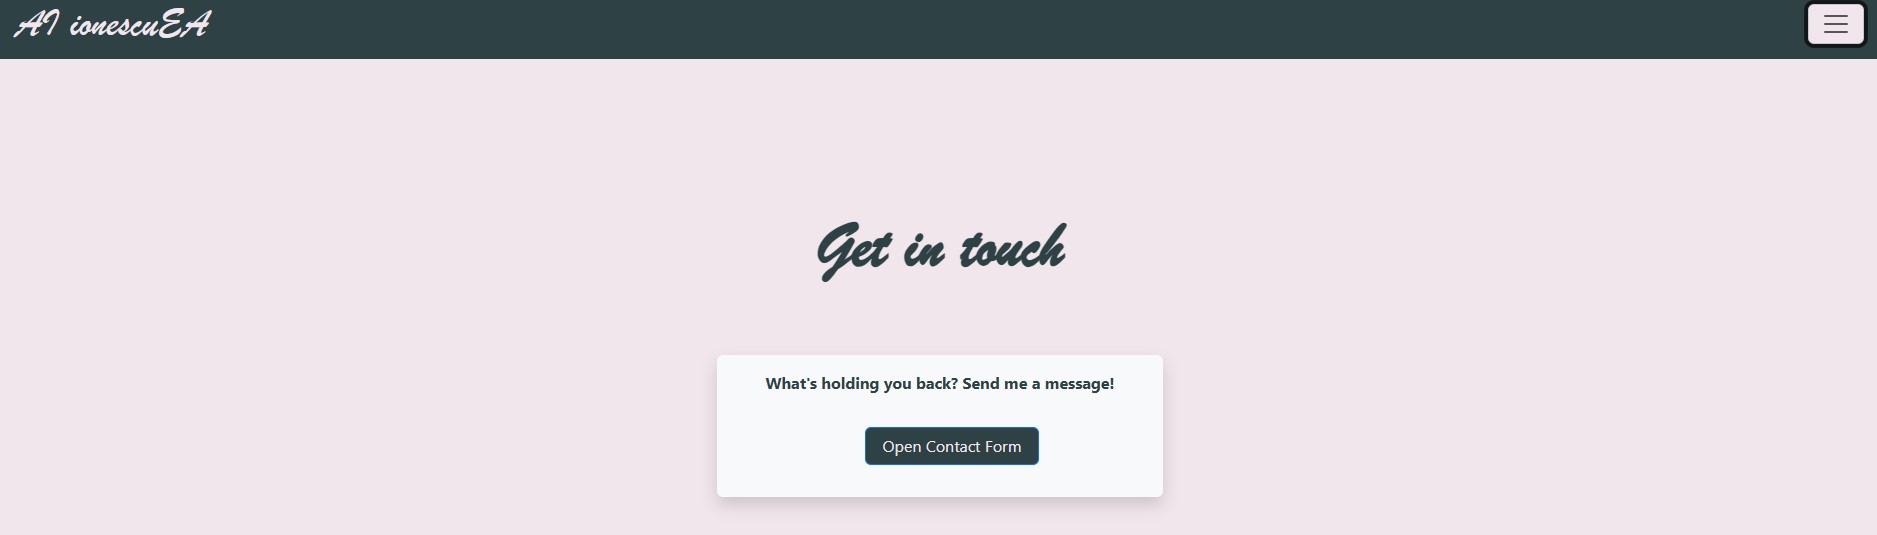 AI ionescuEA
Get in touch
What's holding you back? Send me a message!
Open Contact Form